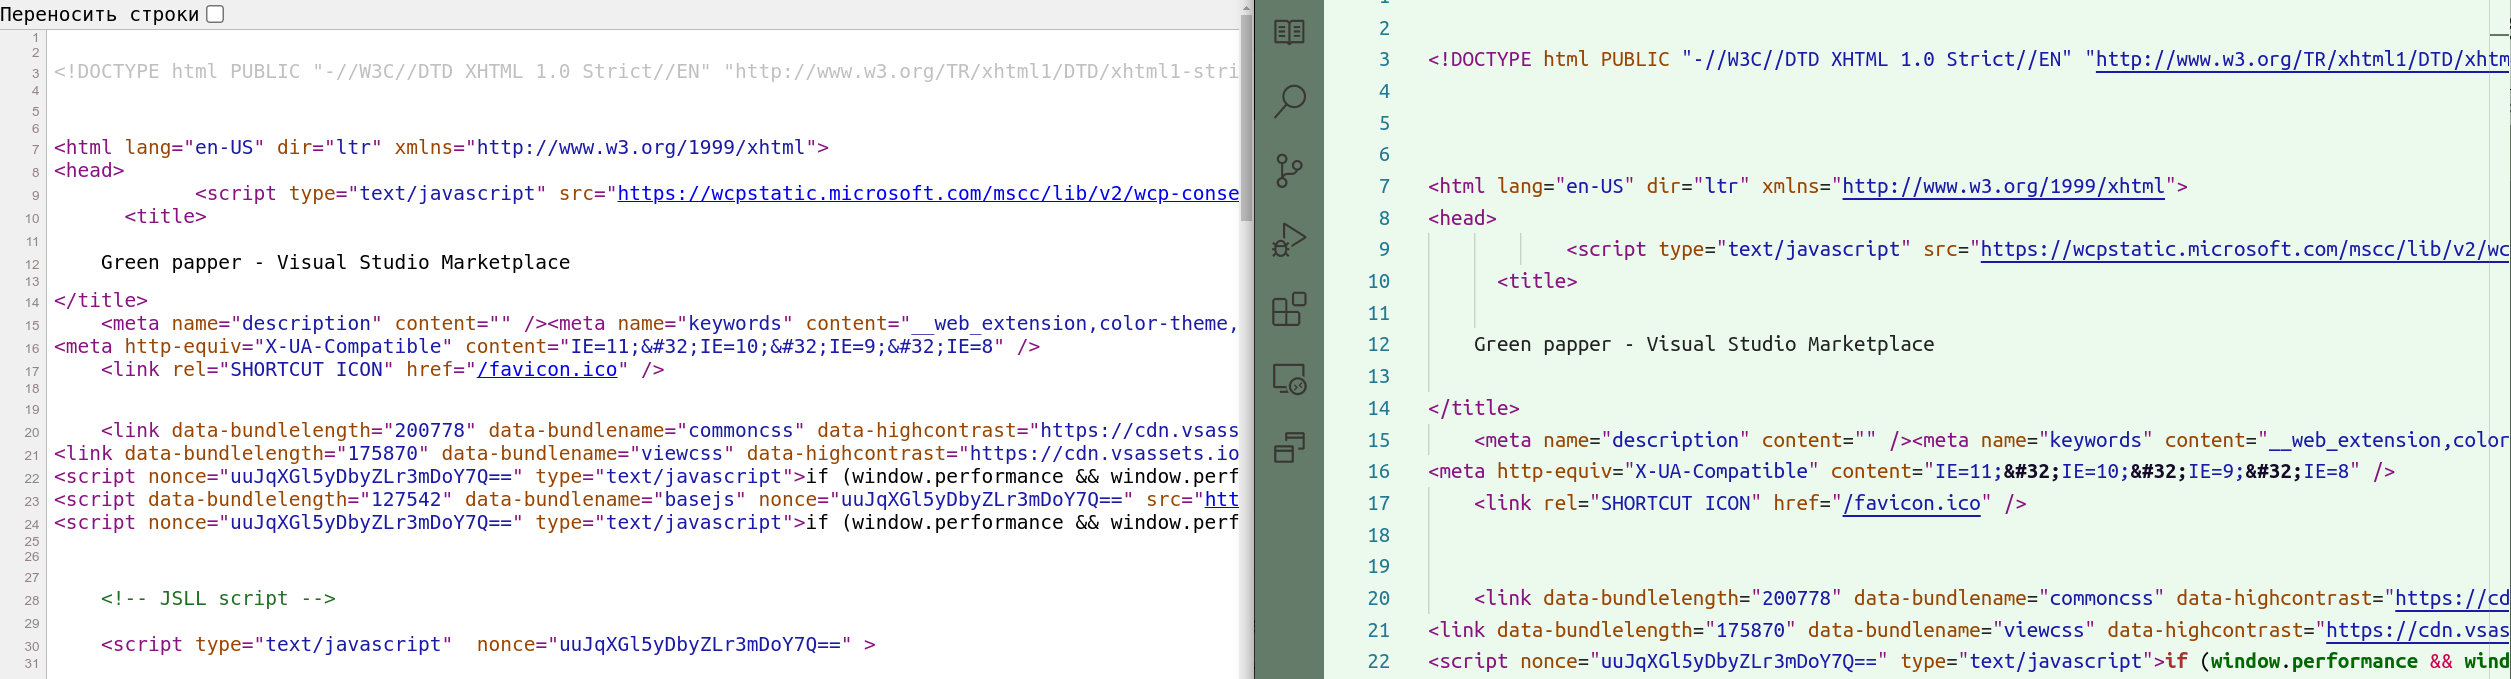 Переносить строки
1
2
3 <!DOCTYPE html PUBLIC "-//W3C//DTD XHTML 1.0 Strict//EN" "http://www.w3.org/TR/xhtml1/DTD/xhtml1-stri
4
5
6
7 <html lang="en-US" dir="ltr" xmlns="http://www.w3.org/1999/xhtml">
8 <head>
9 <script type="text/javascript" src="https://wcpstatic.microsoft.com/mscc/lib/v2/wcp-conse
10 <title>
11
12 Green papper - Visual Studio Marketplace
13
14 </title>
15 <meta name="description" content="" /><meta name="keywords" content="__web_extension,color-theme,
16 <meta http-equiv="X-UA-Compatible" content="IE=11;&#32;IE=10;&#32;IE=9;&#32;IE=8" />
17 <link rel="SHORTCUT ICON" href="/favicon.ico" />
18
19
20 <link data-bundlelength="200778" data-bundlename="commoncss" data-highcontrast="https://cdn.vsass
21 <link data-bundlelength="175870" data-bundlename="viewcss" data-highcontrast="https://cdn.vsassets.io
22 <script nonce="uuJqXGl5yDbyZLr3mDoY7Q==" type="text/javascript">if (window.performance && window.perf
23 <script data-bundlelength="127542" data-bundlename="basejs" nonce="uuJqXGl5yDbyZLr3mDoY7Q==" src="htt
24 <script nonce="uuJqXGl5yDbyZLr3mDoY7Q==" type="text/javascript">if (window.performance && window.perf
25
26
27
28 <!-- JSLL script -->
29
30 <script type="text/javascript"  nonce="uuJqXGl5yDbyZLr3mDoY7Q==" >
31
2
3 <!DOCTYPE html PUBLIC "-//W3C//DTD XHTML 1.0 Strict//EN" "http://www.w3.org/TR/xhtml1/DTD/xhtm
4
5
6
7 <html lang="en-US" dir="ltr" xmlns="http://www.w3.org/1999/xhtml">
8 <head>
9 <script type="text/javascript" src="https://wcpstatic.microsoft.com/mscc/lib/v2/wc
10 <title>
11
12 Green papper - Visual Studio Marketplace
13
14 </title>
15 <meta name="description" content="" /><meta name="keywords" content="__web_extension,color
16 <meta http-equiv="X-UA-Compatible" content="IE=11;&#32;IE=10;&#32;IE=9;&#32;IE=8" />
17 <link rel="SHORTCUT ICON" href="/favicon.ico" />
18
19
20 <link data-bundlelength="200778" data-bundlename="commoncss" data-highcontrast="https://cd
21 <link data-bundlelength="175870" data-bundlename="viewcss" data-highcontrast="https://cdn.vsas
22 <script nonce="uuJqXGl5yDbyZLr3mDoY7Q==" type="text/javascript">if (window.performance && wind